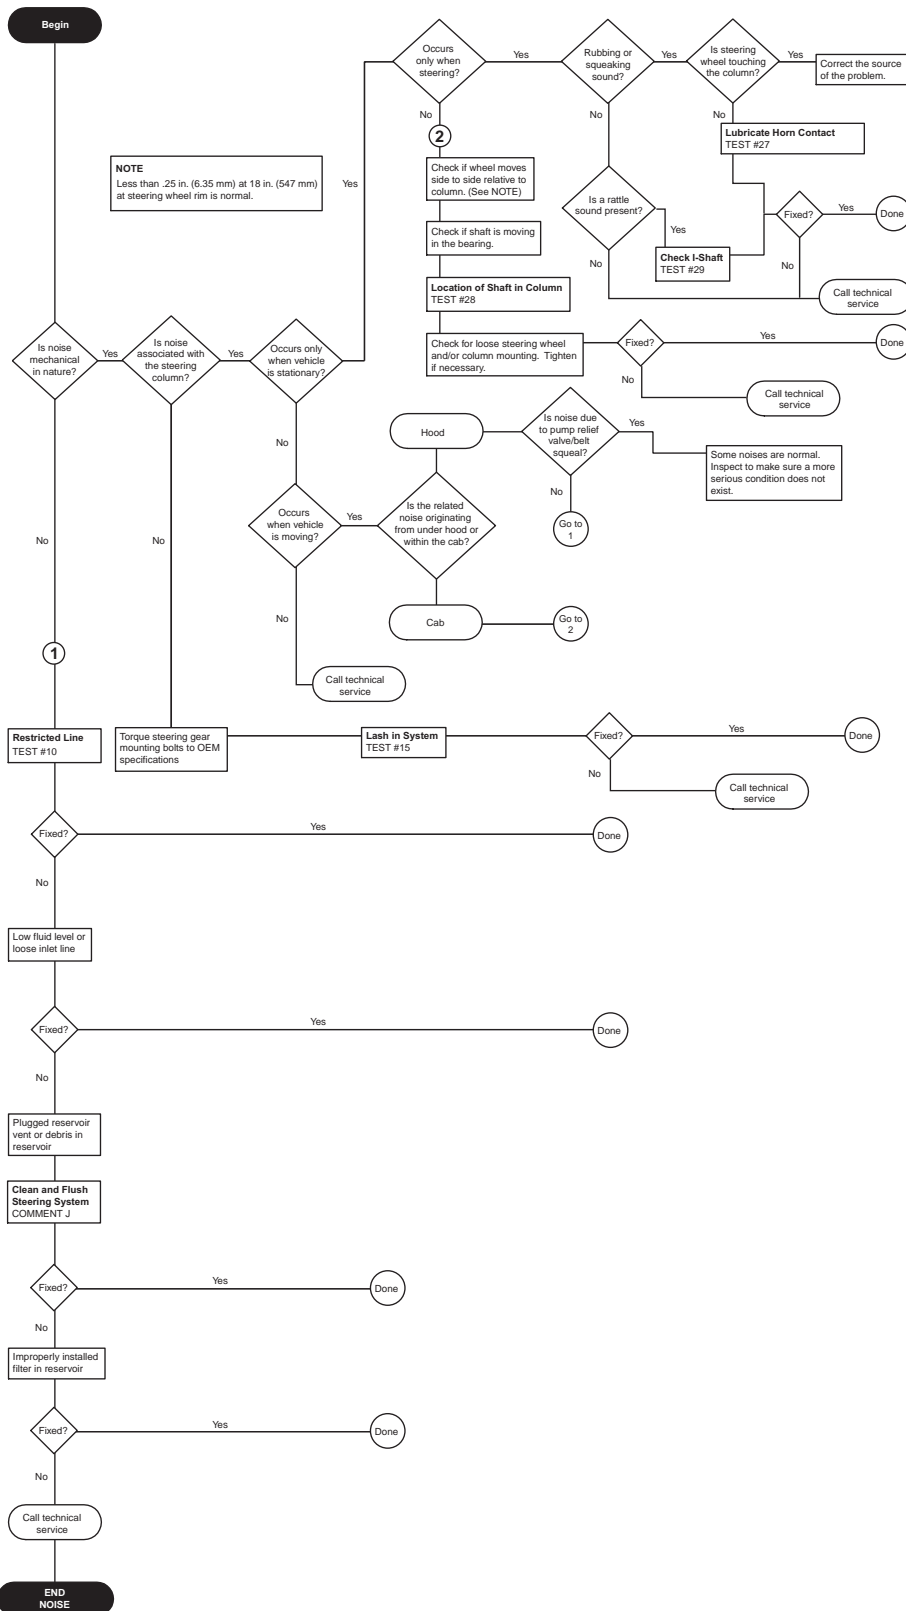 Begin
Occurs
only when
steering?
Yes
Rubbing or
squeaking
sound?
Yes
Is steering
wheel touching
the column?
Yes
Correct the source
of the problem.
No
No
No
2
Lubricate Horn Contact
TEST #27
NOTE
Less than .25 in. (6.35 mm) at 18 in. (547 mm)
at steering wheel rim is normal.
Yes
Check if wheel moves
side to side relative to
column. (See NOTE)
Is a rattle
sound present?
Yes
Fixed?
Yes
Done
Check if shaft is moving
in the bearing.
No
Check I-Shaft
TEST #29
No
Location of Shaft in Column
TEST #28
Call technical
service
Is noise
mechanical
in nature?
Yes
Is noise
associated with
the steering
column?
Yes
Occurs only
when vehicle
is stationary?
Check for loose steering wheel
and/or column mounting. Tighten
if necessary.
Fixed?
Yes
Done
No
Call technical
service
No
Hood
Is noise due
to pump relief
valve/belt
squeal?
Yes
Some noises are normal.
Inspect to make sure a more
serious condition does not
exist.
No
Go to
1
No
No
Occurs
when vehicle
is moving?
Yes
Is the related
noise originating
from under hood or
within the cab?
No
Cab
Go to
2
1
Call technical
service
Restricted Line
TEST #10
Torque steering gear
mounting bolts to OEM
specifications
Lash in System
TEST #15
Fixed?
Yes
Done
No
Call technical
service
Fixed?
Yes
Done
No
Low fluid level or
loose inlet line
Fixed?
Yes
Done
No
Plugged reservoir
vent or debris in
reservoir
Clean and Flush
Steering System
COMMENT J
Fixed?
Yes
Done
No
Improperly installed
filter in reservoir
Fixed?
Yes
Done
No
Call technical
service
END
NOISE